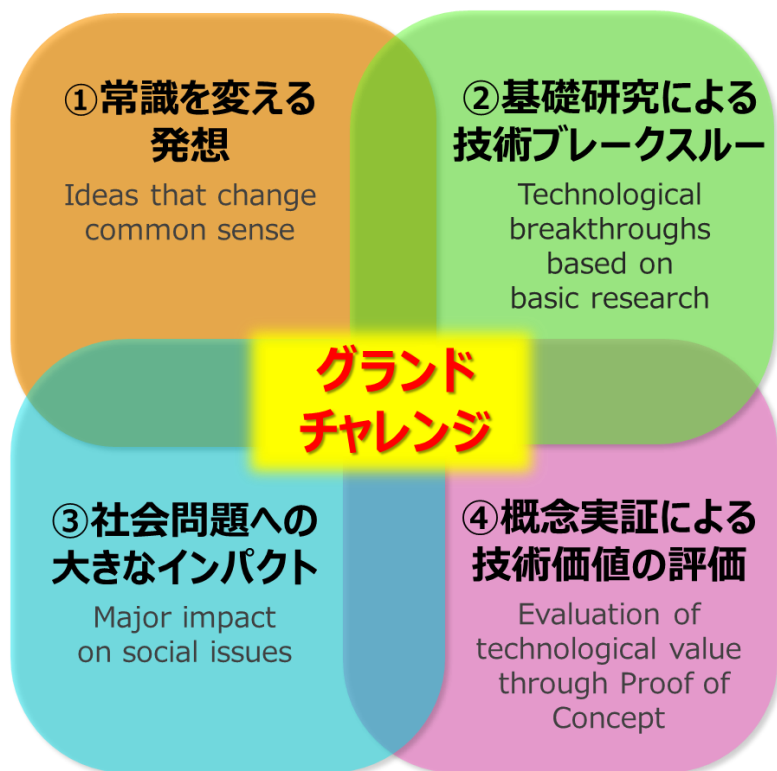 ①常識を変える
発想
Ideas that change
common sense
②基礎研究による
技術ブレークスルー
Technological
breakthroughs
based on
basic research
グランド
チャレンジ
③社会問題への
大きなインパクト
Major impact
on social issues
④概念実証による
技術価値の評価
Evaluation of
technological value
through Proof of
Concept